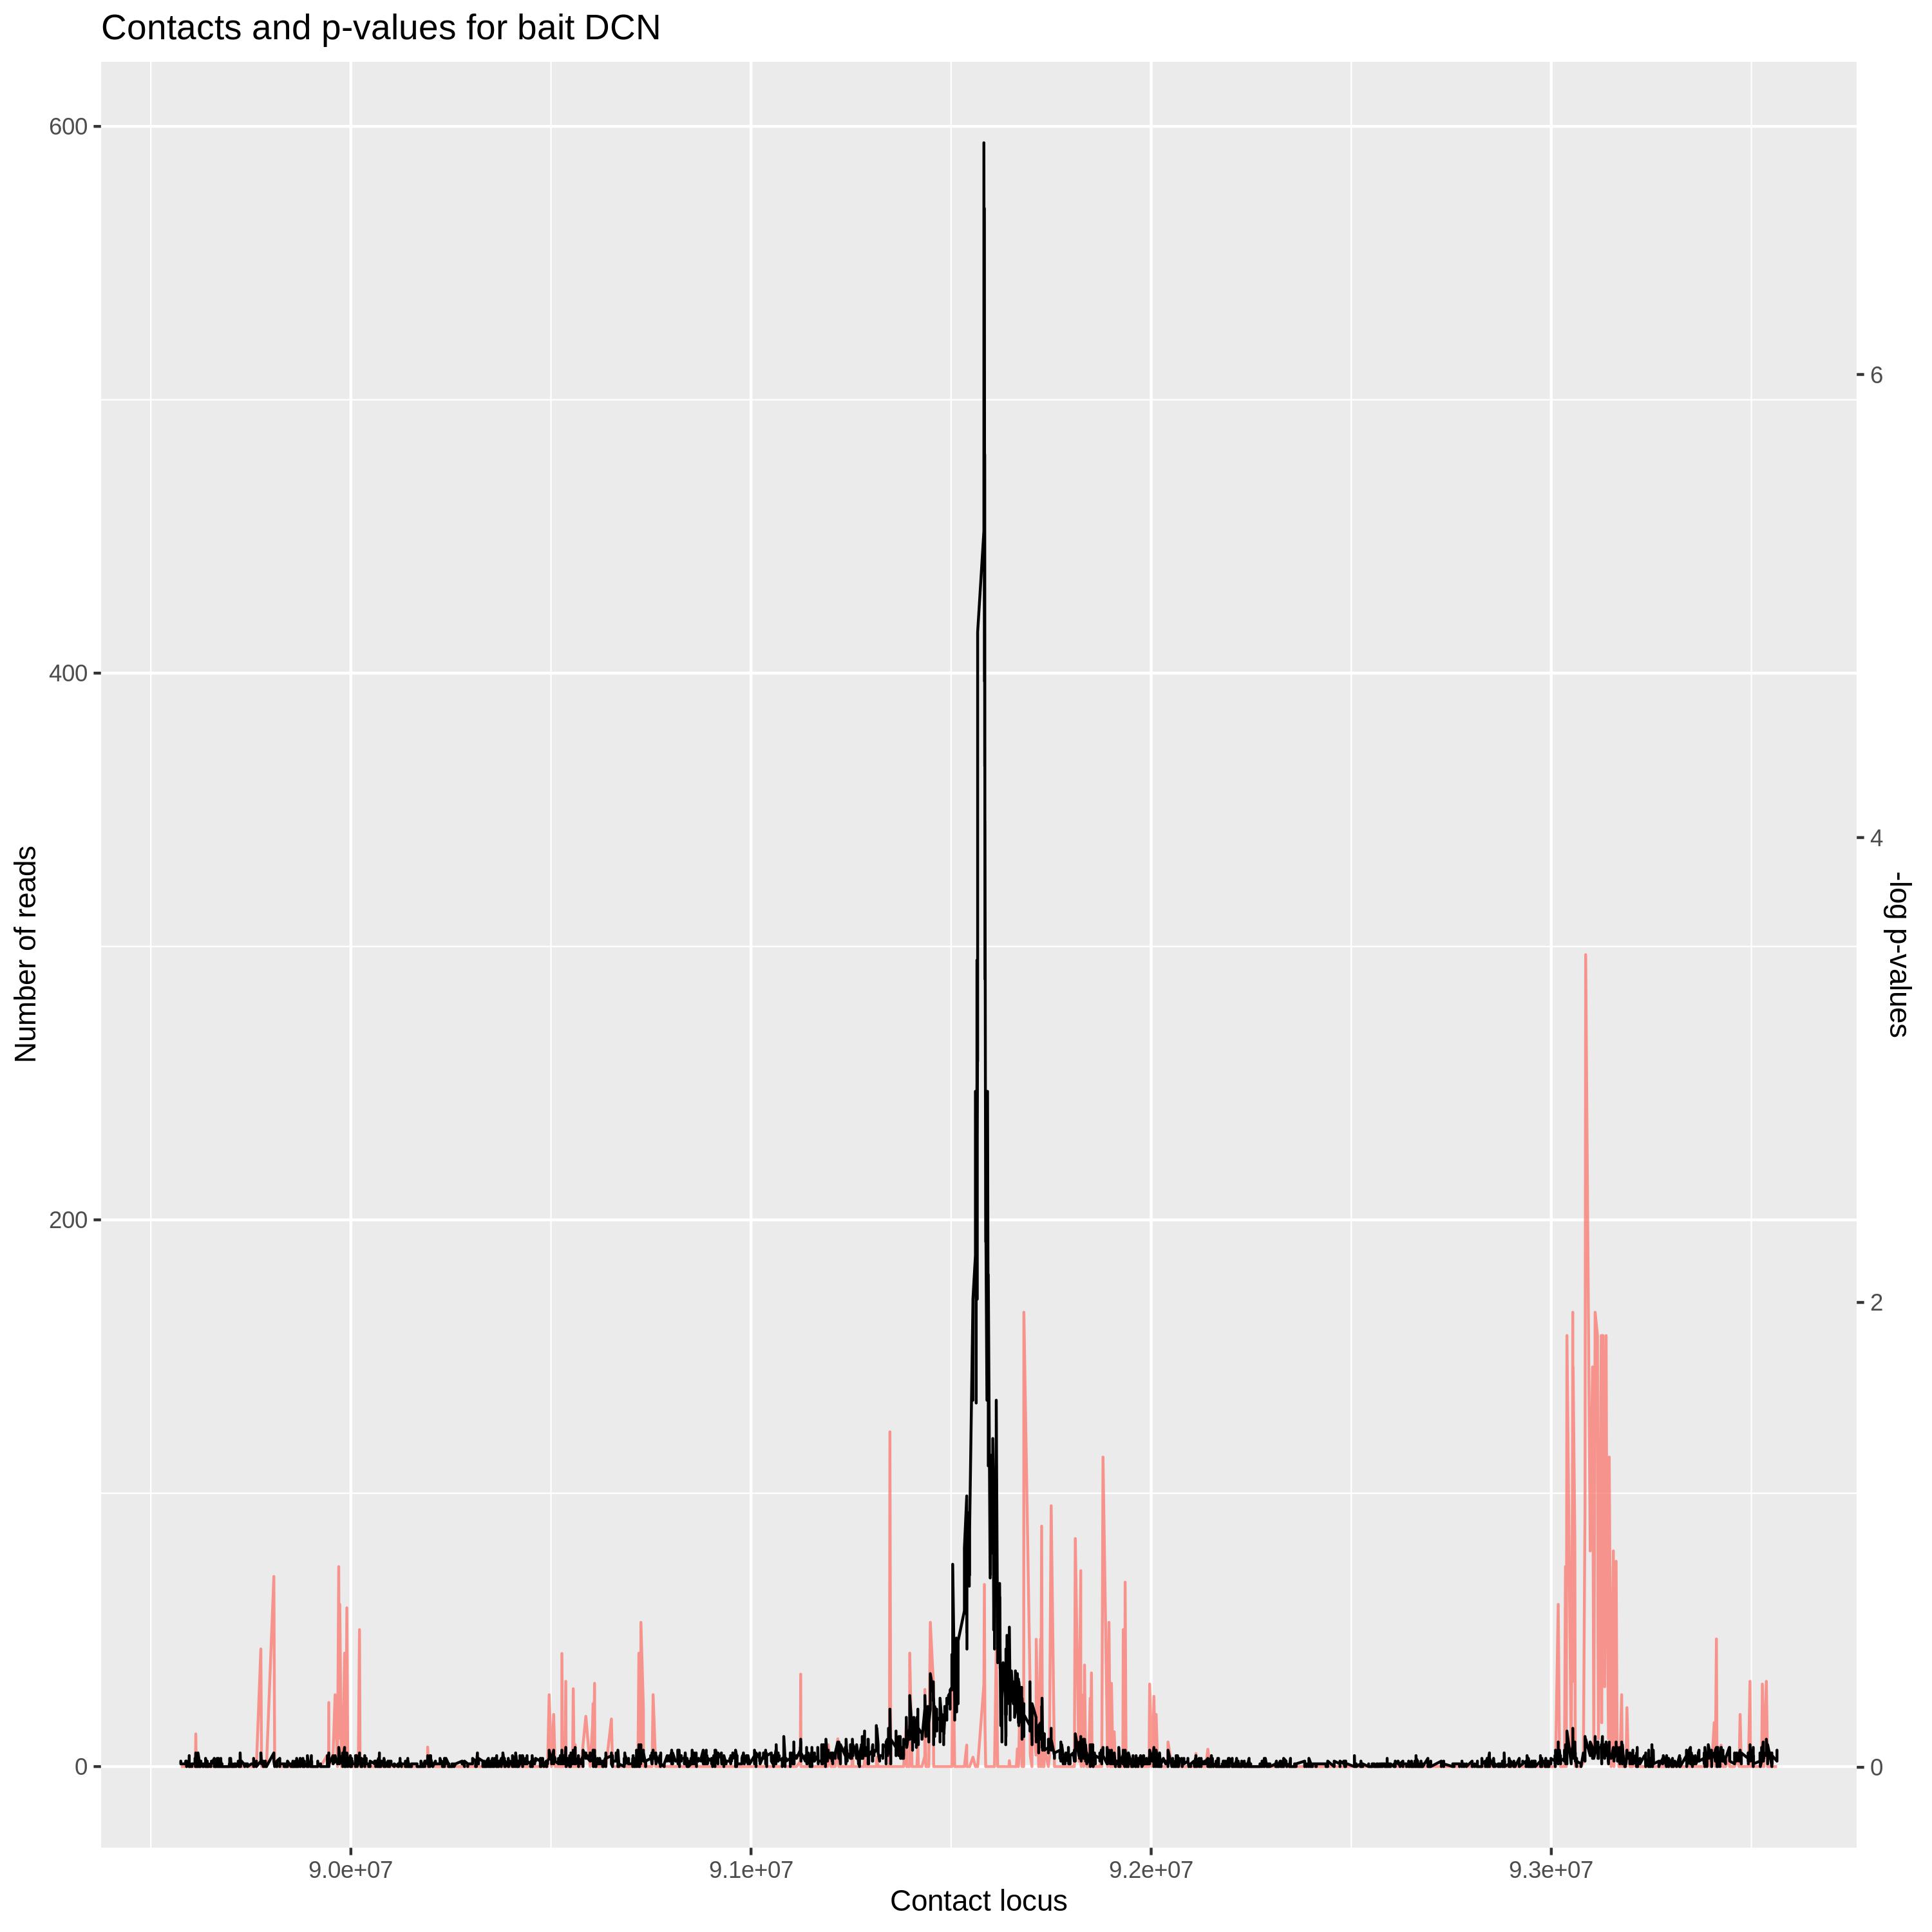 Contacts and p-values for bait DCN
600
400
200
0
Number of reads
6
4
2
0
-log p-values
9.0e+07
9.1e+07
9.2e+07
9.3e+07
Contact locus